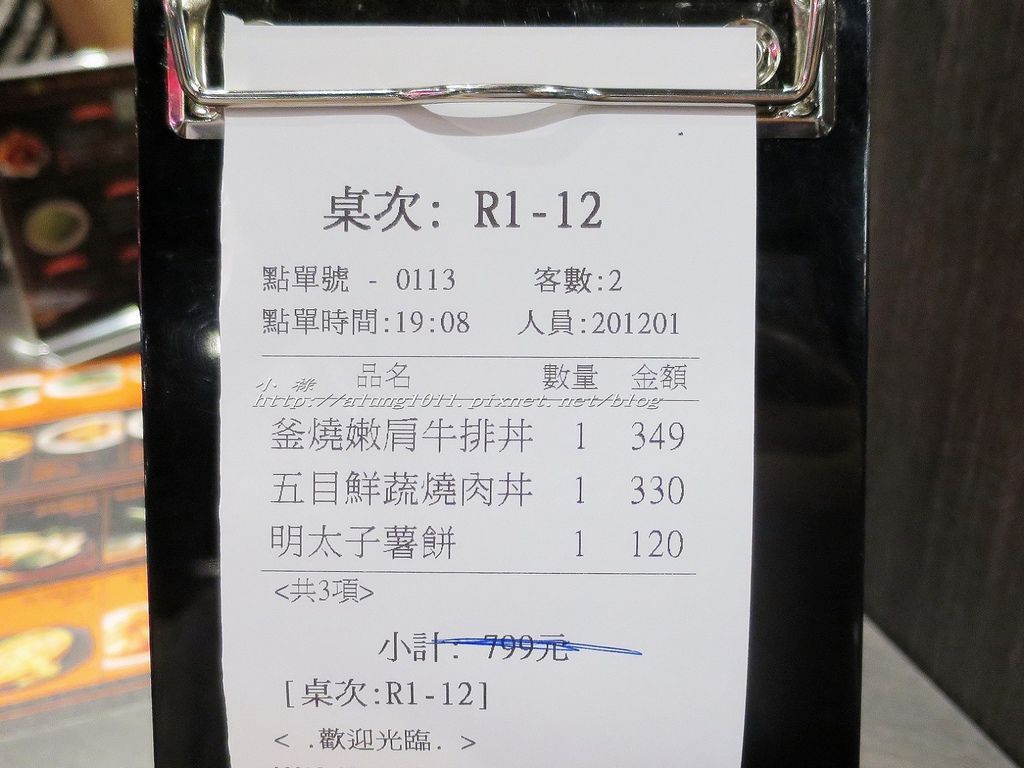 桌次: R1-12
點單號 - 0113 客數:2
點單時間:19:08 人員:201201
品名 數量 金額
小 祿
http://alung1011.pixnet.net/blog
釜燒嫩肩牛排丼 1 349
五目鮮蔬燒肉丼 1 330
明太子薯餅 1 120
<共3項>
小計: 799元
[桌次:R1-12]
< .歡迎光臨. >